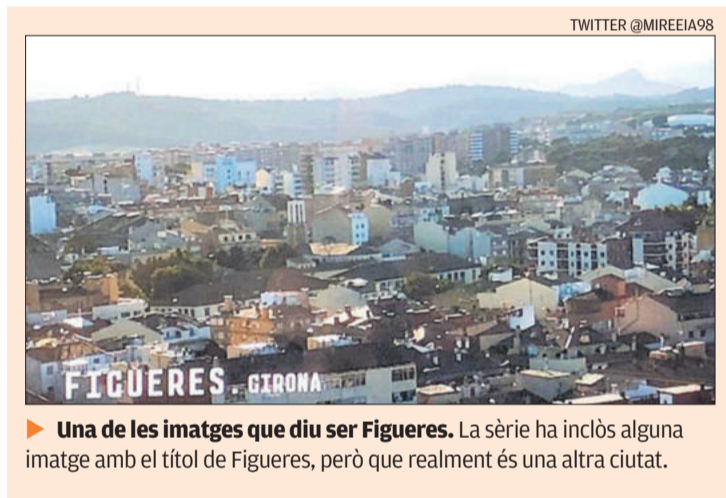 TWITTER @MIREEIA98
FIGUERES. GIRONA
Una de les imatges que diu ser Figueres. La sèrie ha inclòs alguna
imatge amb el títol de Figueres, però que realment és una altra ciutat.